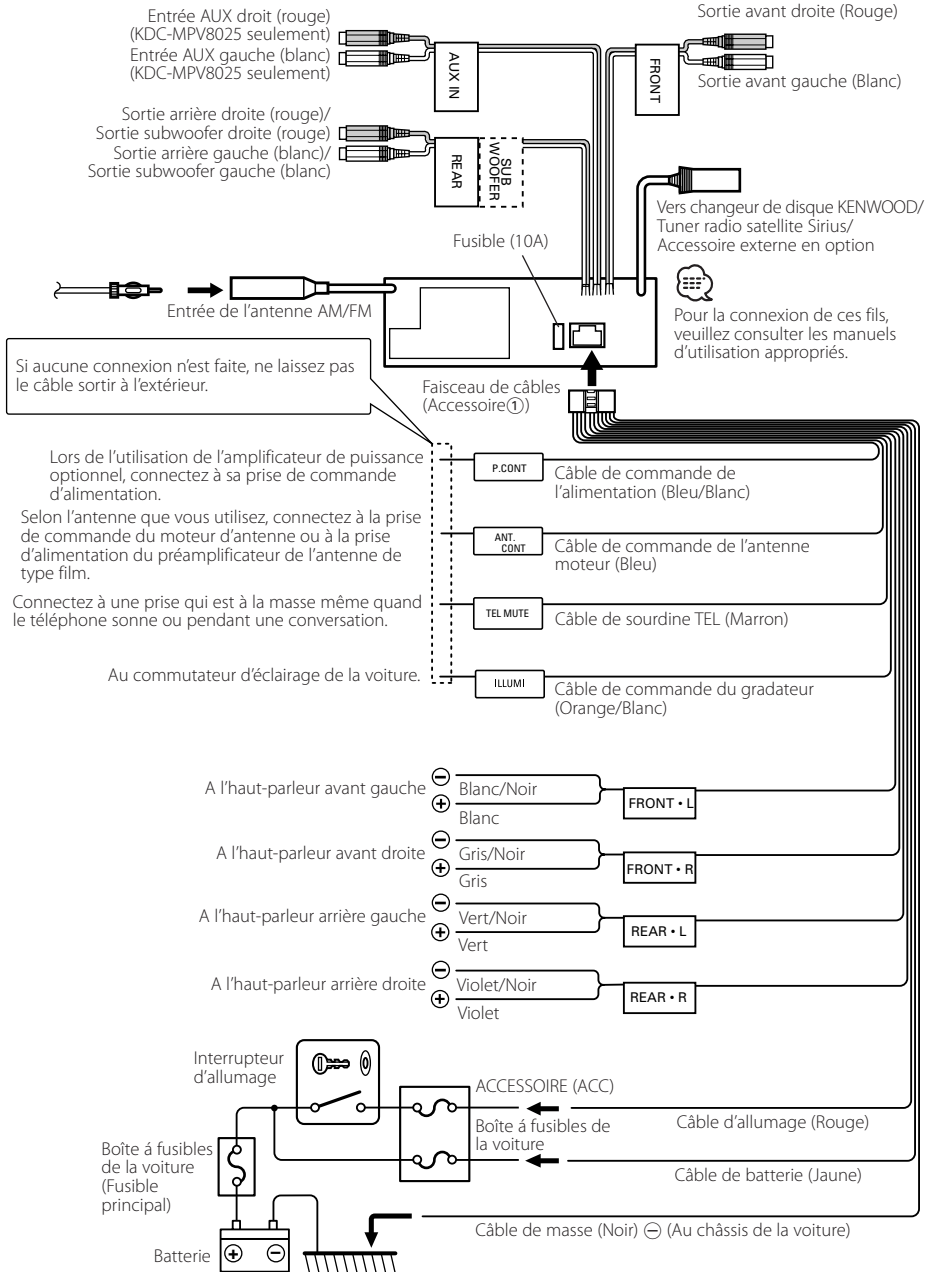 Entrée AUX droit (rouge)
(KDC-MPV8025 seulement)
Entrée AUX gauche (blanc)
(KDC-MPV8025 seulement)
AUX IN
Sortie avant droite (Rouge)
FRONT
Sortie avant gauche (Blanc)
Sortie arrière droite (rouge)/
Sortie subwoofer droite (rouge)
Sortie arrière gauche (blanc)/
Sortie subwoofer gauche (blanc)
REAR
SUB
WOOFER
Vers changeur de disque KENWOOD/
Tuner radio satellite Sirius/
Accessoire externe en option
Fusible (10A)
Entrée de l'antenne AM/FM
Pour la connexion de ces fils,
veuillez consulter les manuels
d'utilisation appropriés.
Si aucune connexion n'est faite, ne laissez pas
le câble sortir à l'extérieur.
Faisceau de câbles
(Accessoire①)
Lors de l'utilisation de l'amplificateur de puissance
optionnel, connectez à sa prise de commande
d'alimentation.
P.CONT
Câble de commande de
l'alimentation (Bleu/Blanc)
Selon l'antenne que vous utilisez, connectez à la prise
de commande du moteur d'antenne ou à la prise
d'alimentation du préamplificateur de l'antenne de
type film.
ANT.
CONT
Câble de commande de l'antenne
moteur (Bleu)
Connectez à une prise qui est à la masse même quand
le téléphone sonne ou pendant une conversation.
TEL MUTE
Câble de sourdine TEL (Marron)
Au commutateur d'éclairage de la voiture.
ILLUMI
Câble de commande du gradateur
(Orange/Blanc)
A l'haut-parleur avant gauche
⊖
Blanc/Noir
⊕
Blanc
FRONT • L
A l'haut-parleur avant droite
⊖
Gris/Noir
⊕
Gris
FRONT • R
A l'haut-parleur arrière gauche
⊖
Vert/Noir
⊕
Vert
REAR • L
A l'haut-parleur arrière droite
⊖
Violet/Noir
⊕
Violet
REAR • R
Interrupteur
d'allumage
ACCESSOIRE (ACC)
Boîte á fusibles de
la voiture
Câble d'allumage (Rouge)
Boîte á fusibles
de la voiture
(Fusible
principal)
Câble de batterie (Jaune)
Câble de masse (Noir) ⊖ (Au châssis de la voiture)
Batterie
⊕ ⊖